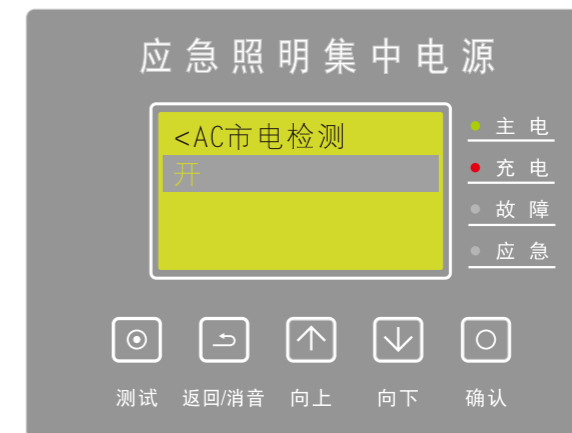 应急照明集中电源
<AC市电检测
开
主电
充电
故障
应急
测试 返回/消音 向上 向下 确认